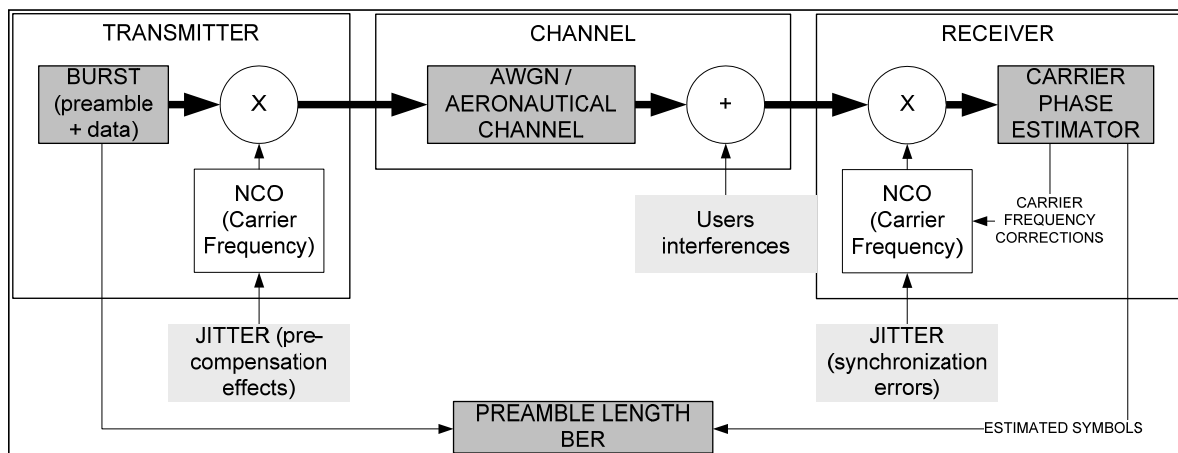 TRANSMITTER
BURST
(preamble
+ data)
X
NCO
(Carrier
Frequency)
JITTER (pre-
compensation
effects)
CHANNEL
AWGN /
AERONAUTICAL
CHANNEL
+
Users
interferences
RECEIVER
X
CARRIER
PHASE
ESTIMATOR
NCO
(Carrier
Frequency)
CARRIER
FREQUENCY
CORRECTIONS
JITTER
(synchronization
errors)
PREAMBLE LENGTH
BER
ESTIMATED SYMBOLS